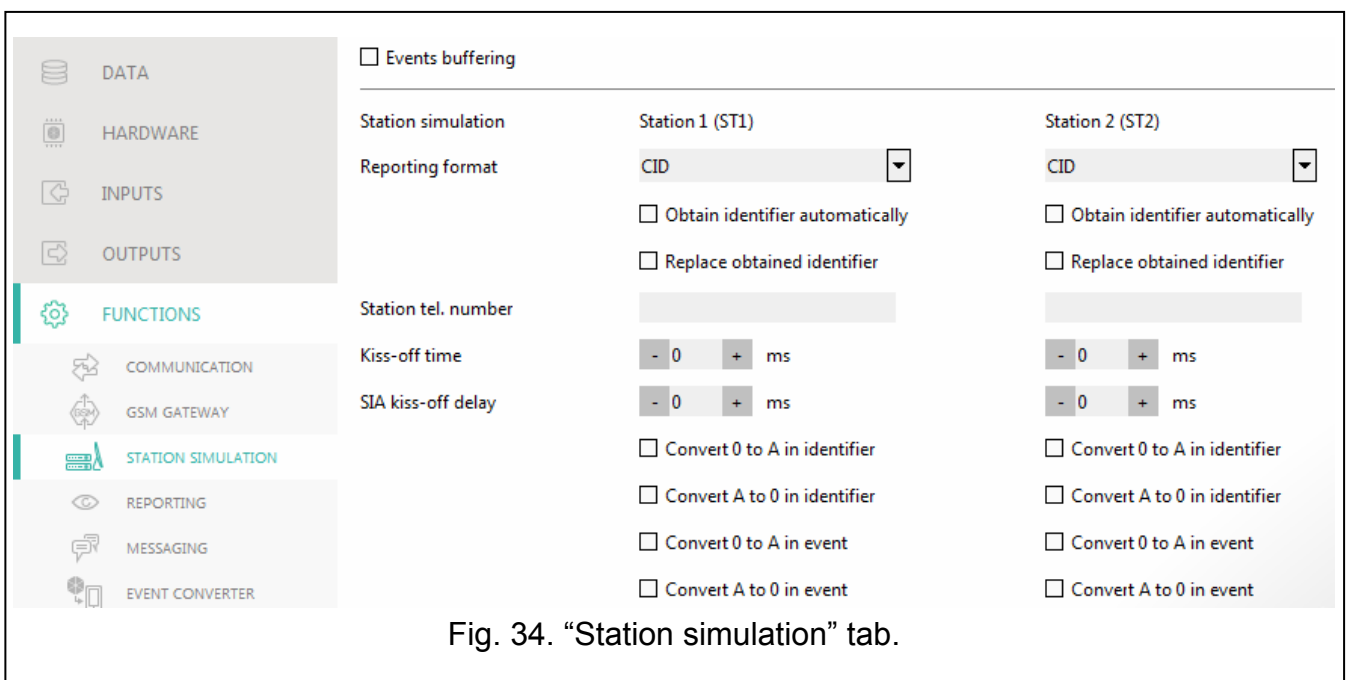 DATA
HARDWARE
INPUTS
OUTPUTS
FUNCTIONS
COMMUNICATION
GSM GATEWAY
STATION SIMULATION
REPORTING
MESSAGING
EVENT CONVERTER
Events buffering
Station simulation Station 1 (ST1) Station 2 (ST2)
Reporting format CID CID
Obtain identifier automatically Obtain identifier automatically
Replace obtained identifier Replace obtained identifier
Station tel. number
Kiss-off time - 0 + ms - 0 + ms
SIA kiss-off delay - 0 + ms - 0 + ms
Convert 0 to A in identifier Convert 0 to A in identifier
Convert A to 0 in identifier Convert A to 0 in identifier
Convert 0 to A in event Convert 0 to A in event
Convert A to 0 in event Convert A to 0 in event
Fig. 34. “Station simulation” tab.